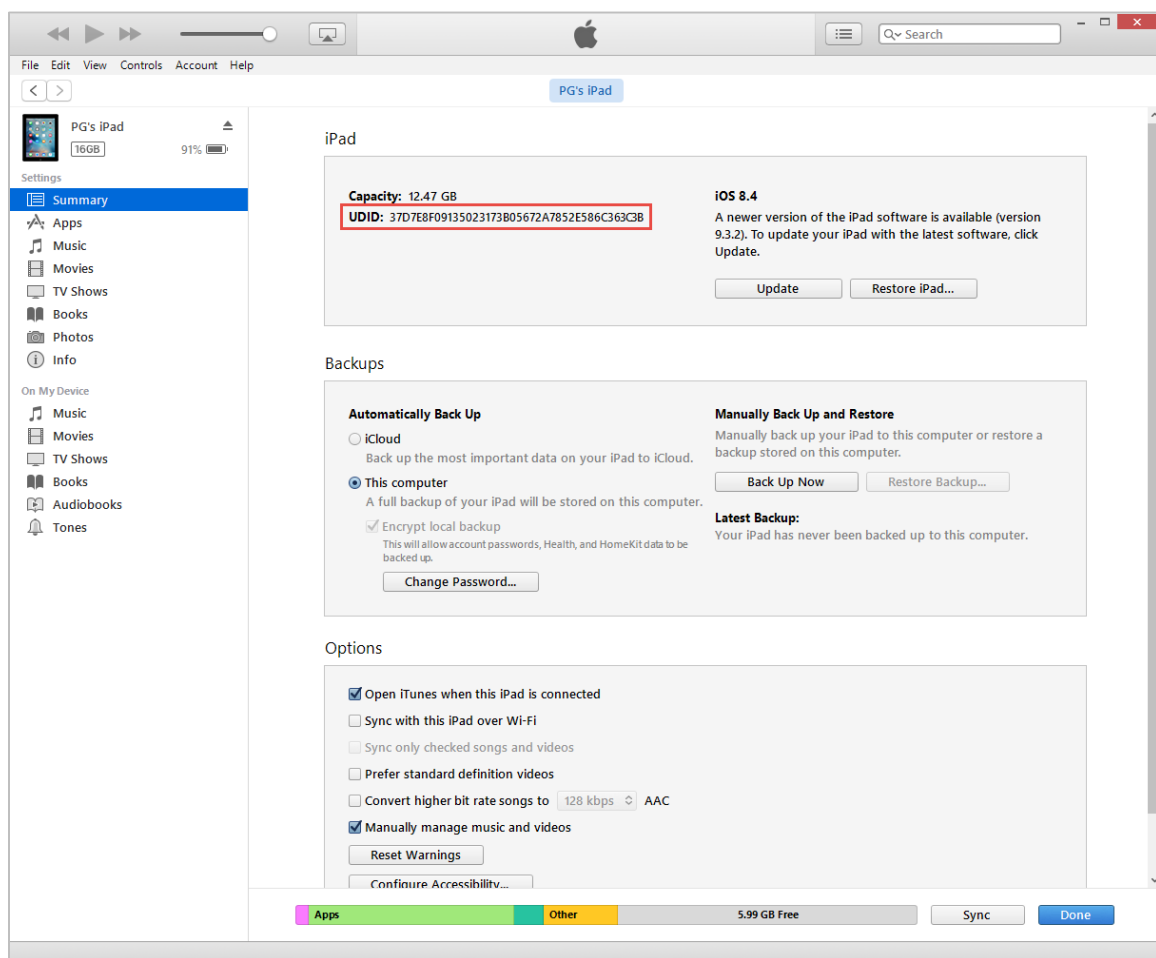 Search
File Edit View Controls Account Help
PG's iPad
PG's iPad
16GB 91%
Settings
Summary
Apps
Music
Movies
TV Shows
Books
Photos
Info
On My Device
Music
Movies
TV Shows
Books
Audiobooks
Tones
iPad
Capacity: 12.47 GB
UDID: 37D7E8F09135023173B05672A7852E586C363C3B
iOS 8.4
A newer version of the iPad software is available (version
9.3.2). To update your iPad with the latest software, click
Update.
Update Restore iPad...
Backups
Automatically Back Up
iCloud
Back up the most important data on your iPad to iCloud.
This computer
A full backup of your iPad will be stored on this computer.
Encrypt local backup
This will allow account passwords, Health, and HomeKit data to be
backed up.
Change Password...
Manually Back Up and Restore
Manually back up your iPad to this computer or restore a
backup stored on this computer.
Back Up Now Restore Backup...
Latest Backup:
Your iPad has never been backed up to this computer.
Options
Open iTunes when this iPad is connected
Sync with this iPad over Wi-Fi
Sync only checked songs and videos
Prefer standard definition videos
Convert higher bit rate songs to 128 kbps AAC
Manually manage music and videos
Reset Warnings
Configure Accessibility...
Apps Other 5.99 GB Free Sync Done